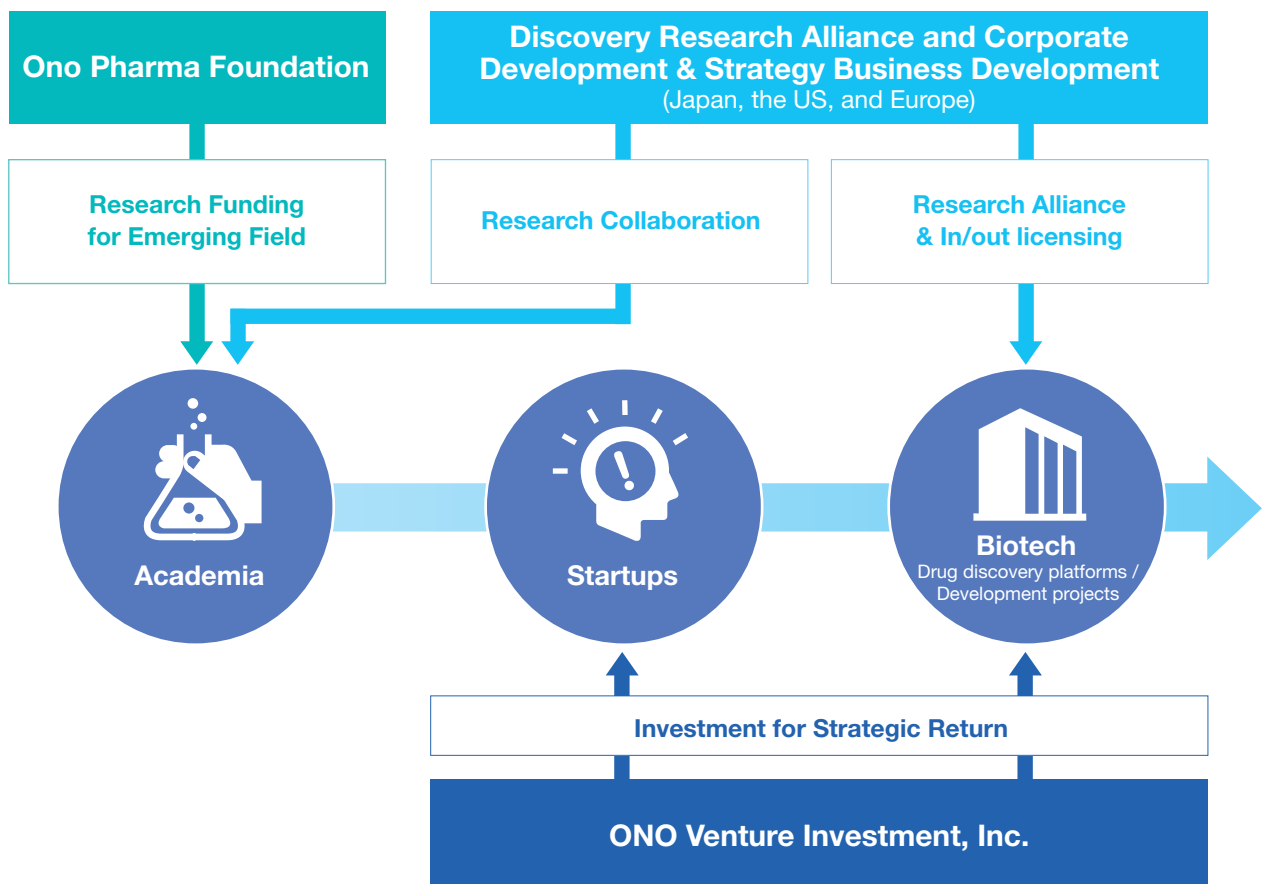 Ono Pharma Foundation
Discovery Research Alliance and Corporate
Development & Strategy Business Development
(Japan, the US, and Europe)
Research Funding
for Emerging Field
Research Collaboration
Research Alliance
& In/out licensing
Academia
Startups
Biotech
Drug discovery platforms /
Development projects
Investment for Strategic Return
ONO Venture Investment, Inc.